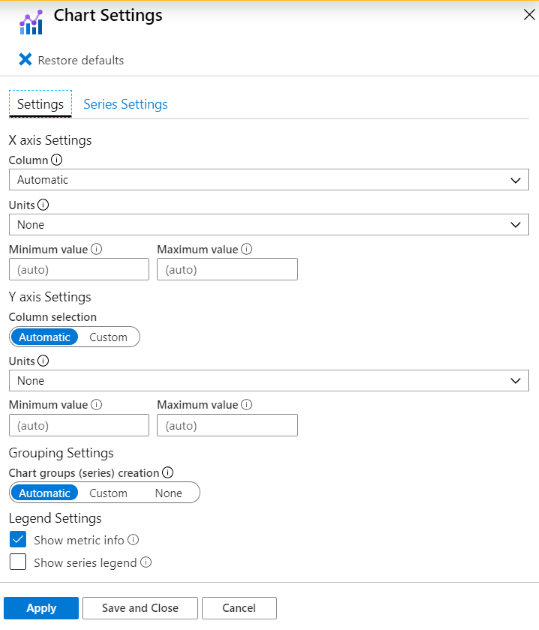 Chart Settings
Restore defaults
Settings Series Settings
X axis Settings
Column
Automatic
Units
None
Minimum value Maximum value
(auto) (auto)
Y axis Settings
Column selection
Automatic Custom
Units
None
Minimum value Maximum value
(auto) (auto)
Grouping Settings
Chart groups (series) creation
Automatic Custom None
Legend Settings
Show metric info
Show series legend
Apply Save and Close Cancel